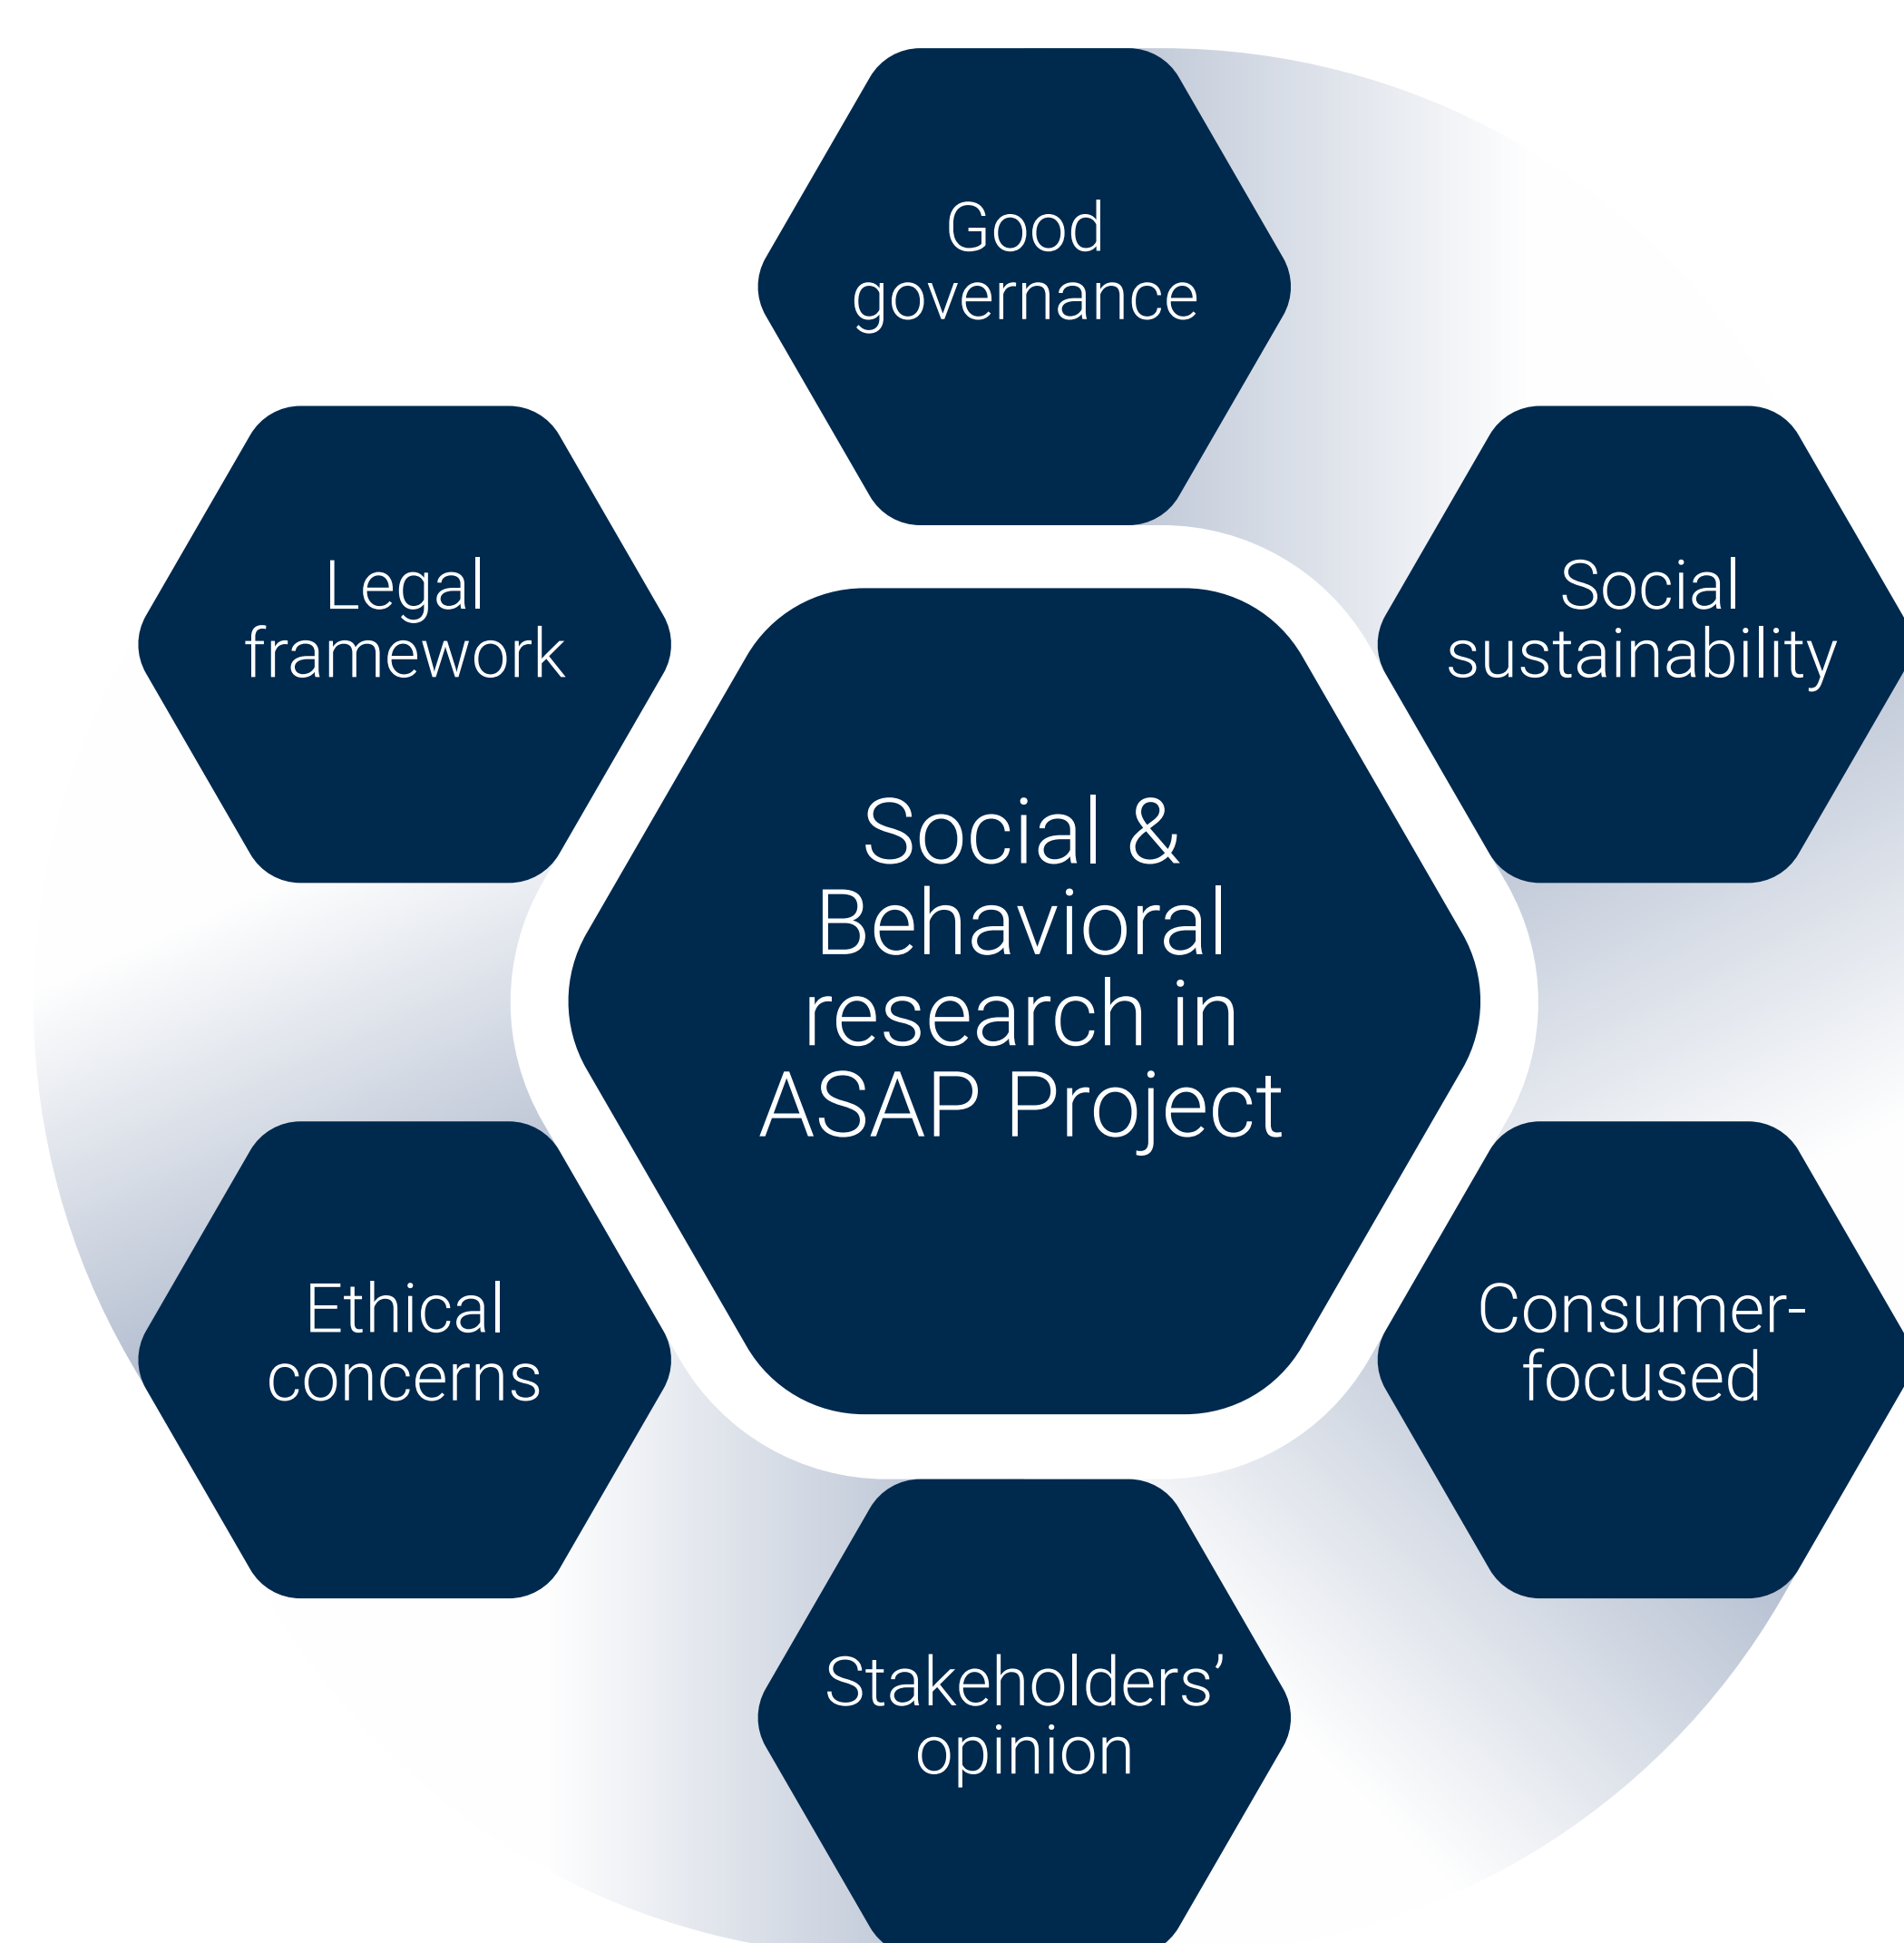 Good
governance
Legal
framework
Social
sustainability
Social &
Behavioral
research in
ASAP Project
Ethical
concerns
Consumer-
focused
Stakeholders’
opinion